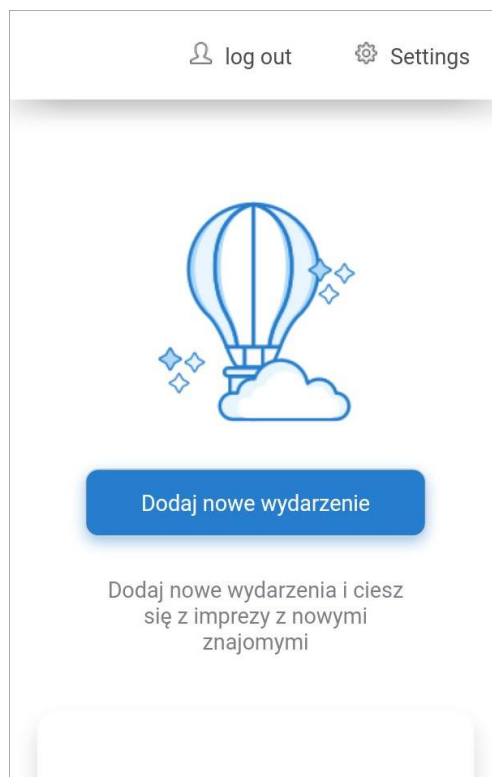 log out Settings
Dodaj nowe wydarzenie
Dodaj nowe wydarzenia i ciesz
się z imprezy z nowymi
znajomymi